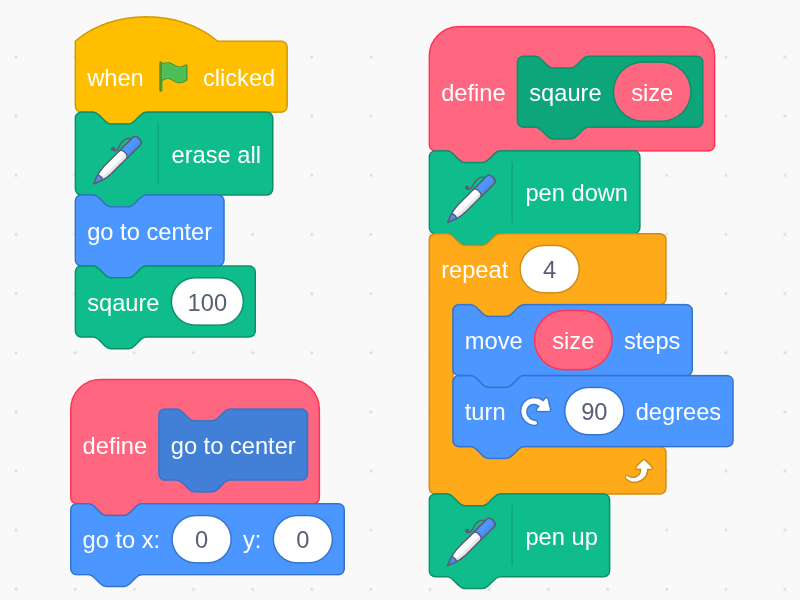 when clicked
erase all
go to center
sqaure 100
define go to center
go to x: 0 y: 0
define sqaure size
pen down
repeat 4
move size steps
turn 90 degrees
pen up